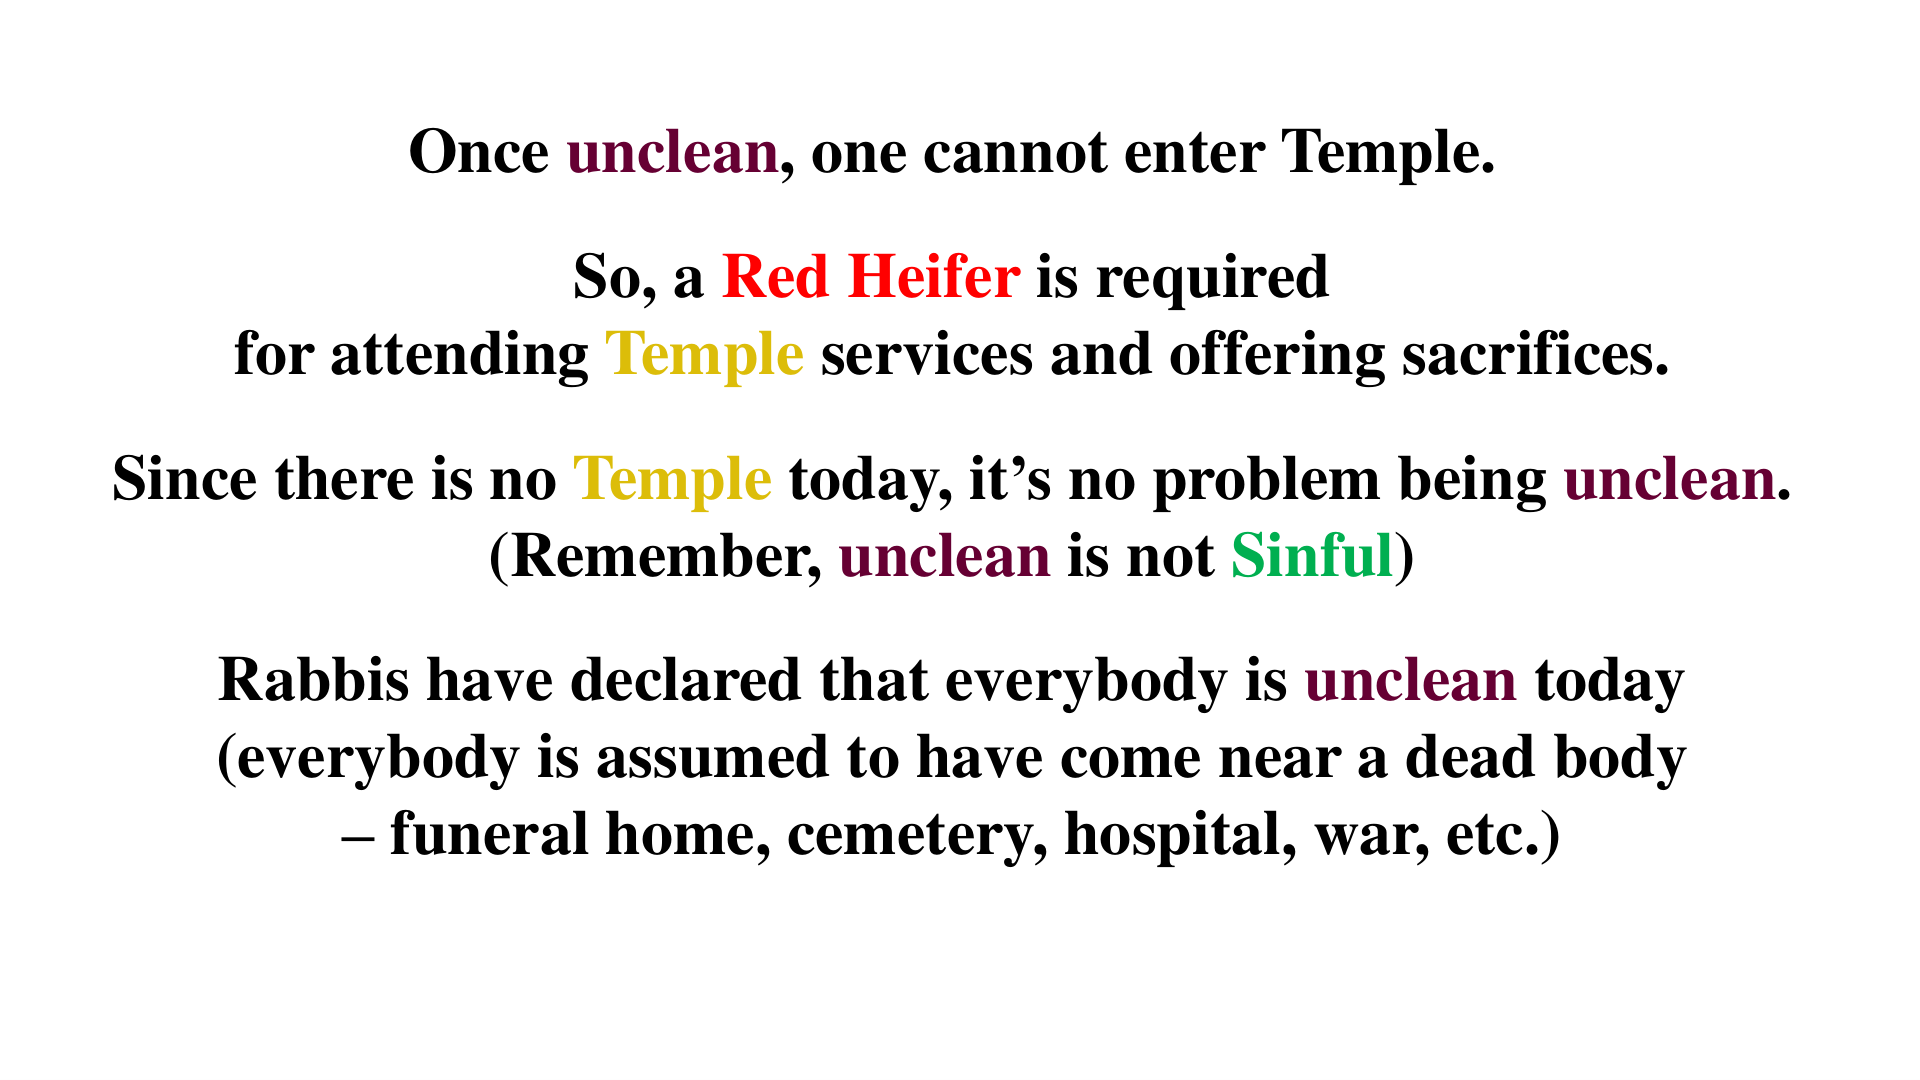 Once unclean, one cannot enter Temple.
So, a Red Heifer is required
for attending Temple services and offering sacrifices.
Since there is no Temple today, it’s no problem being unclean.
(Remember, unclean is not Sinful)
Rabbis have declared that everybody is unclean today
(everybody is assumed to have come near a dead body
– funeral home, cemetery, hospital, war, etc.)